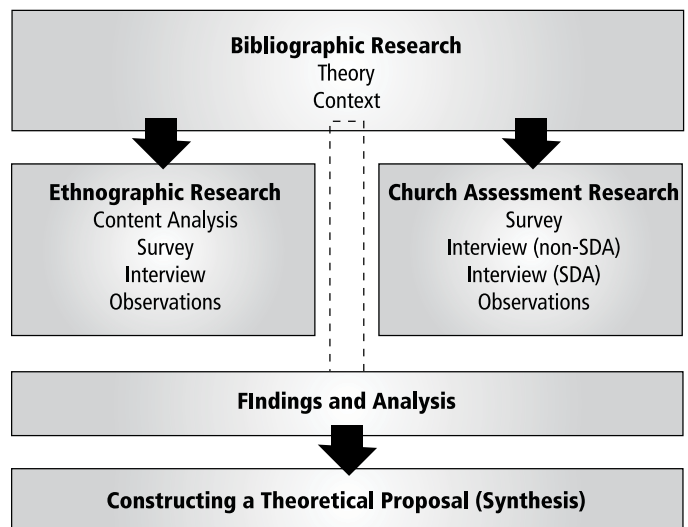 Bibliographic Research
Theory
Context
Ethnographic Research
Content Analysis
Survey
Interview
Observations
Church Assessment Research
Survey
Interview (non-SDA)
Interview (SDA)
Observations
FIndings and Analysis
Constructing a Theoretical Proposal (Synthesis)